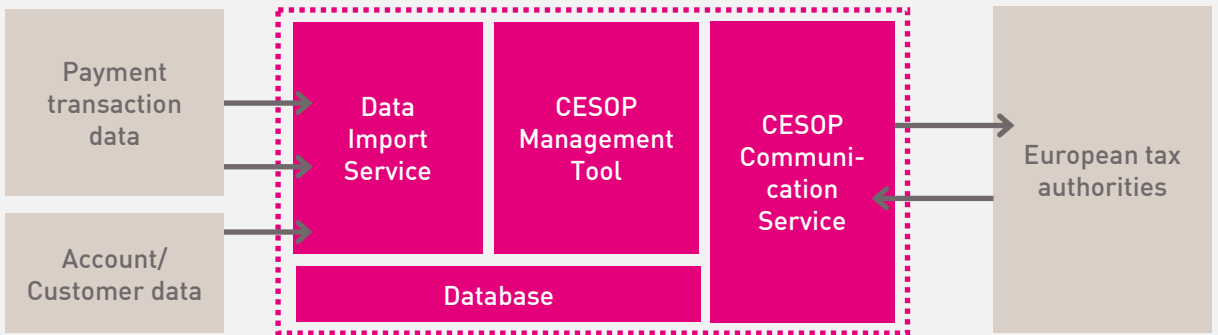 Payment
transaction
data
Account/
Customer data
Data
Import
Service
CESOP
Management
Tool
Database
CESOP
Communi-
cation
Service
European tax
authorities